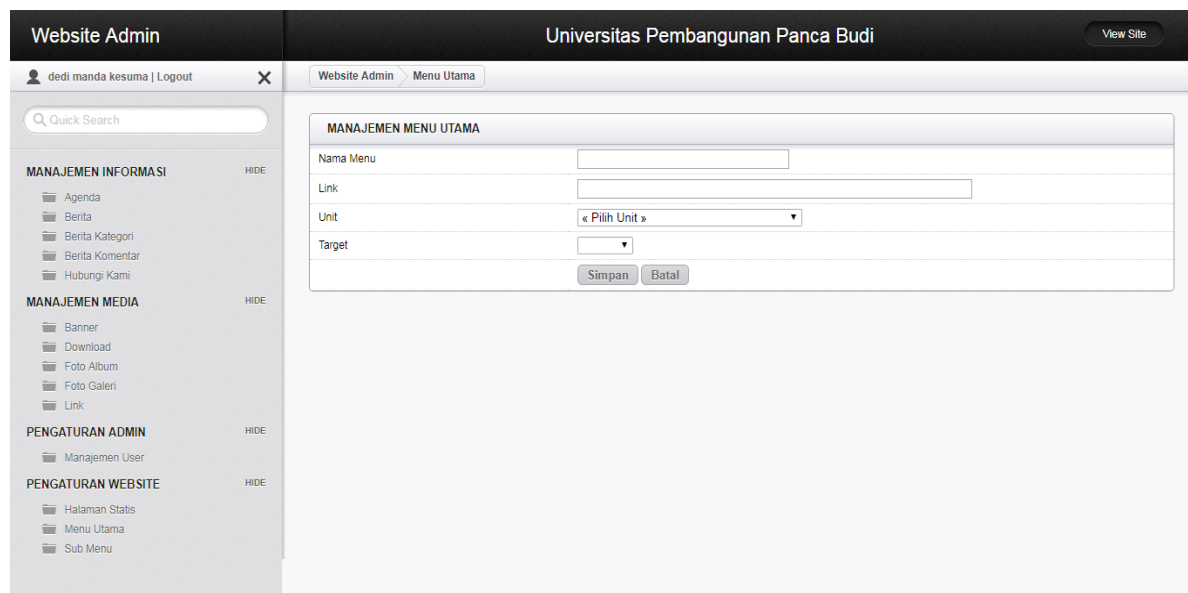 Website Admin
Universitas Pembangunan Panca Budi
View Site
dedi manda kesuma | Logout
Website Admin
Menu Utama
Quick Search
MANAJEMEN INFORMASI
HIDE
Agenda
Berita
Berita Kategori
Berita Komentar
Hubungi Kami
MANAJEMEN MEDIA
HIDE
Banner
Download
Foto Album
Foto Galeri
Link
PENGATURAN ADMIN
HIDE
Manajemen User
PENGATURAN WEBSITE
HIDE
Halaman Statis
Menu Utama
Sub Menu
MANAJEMEN MENU UTAMA
Nama Menu
Link
Unit
« Pilih Unit »
Target
Simpan
Batal